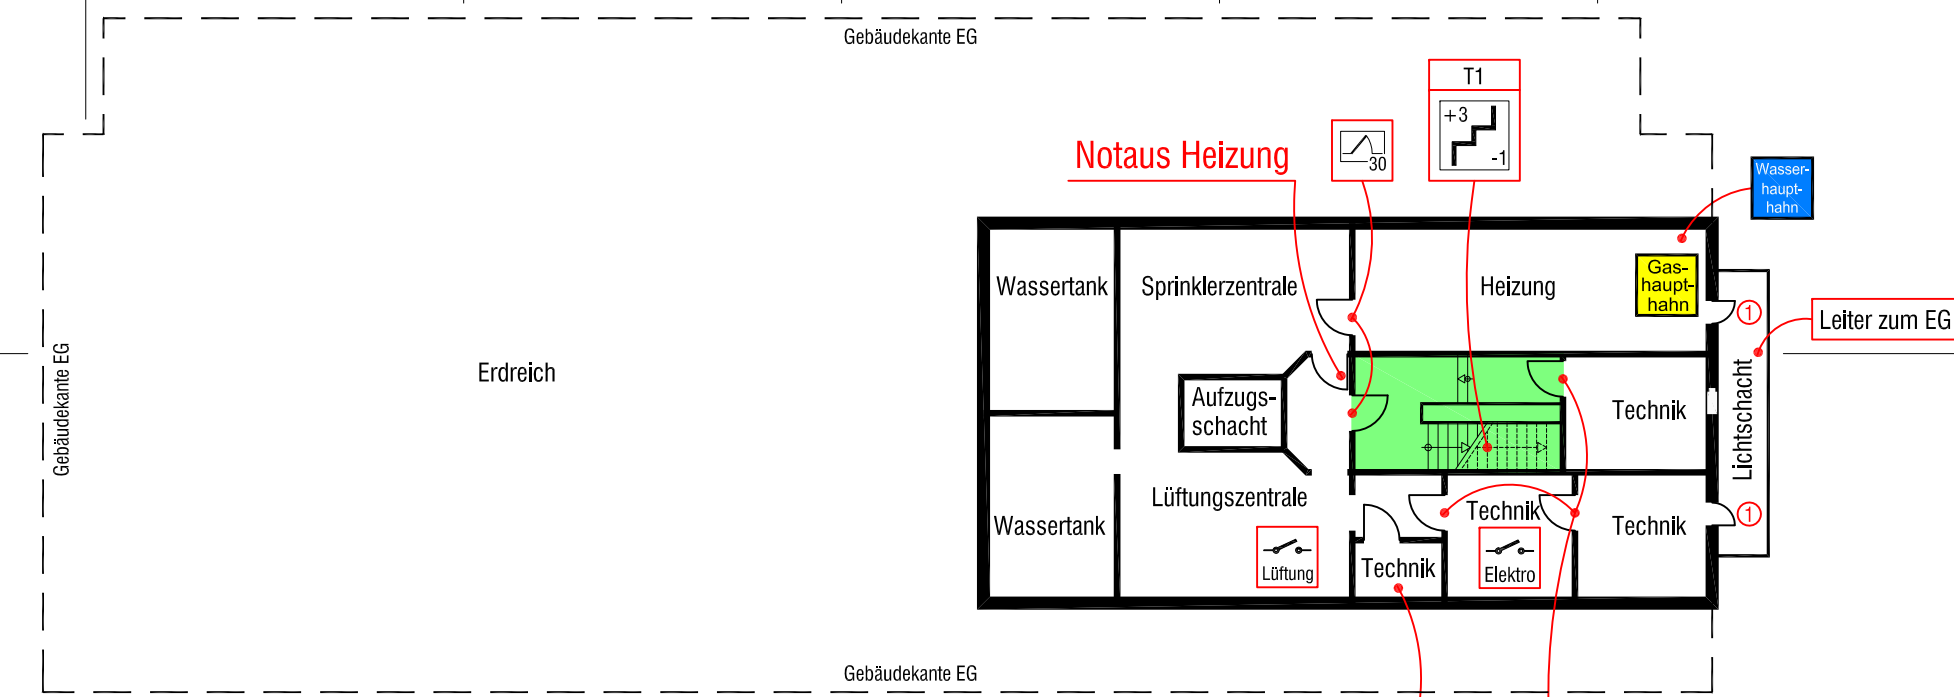 Gebäudekante EG
T1
+3
-1
Notaus Heizung
30
Wasser-
haupt-
hahn
Wassertank
Sprinklerzentrale
Heizung
Gas-
haupt-
hahn
1
Leiter zum EG
Gebäudekante EG
Erdreich
Aufzugs-
schacht
Technik
Lichtschacht
Wassertank
Lüftungszentrale
Technik
Technik
1
Lüftung
Technik
Elektro
Gebäudekante EG